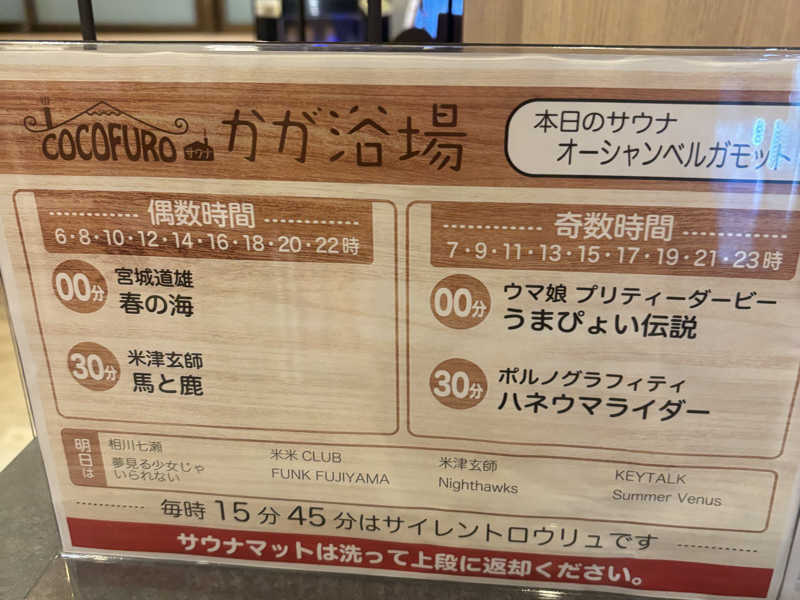 COCOFURO サウナ かが浴場
本日のサウナ
オーシャンベルガモット
偶数時間
6・8・10・12・14・16・18・20・22時
00分 宮城道雄
春の海
30分 米津玄師
馬と鹿
奇数時間
7・9・11・13・15・17・19・21・23時
00分 ウマ娘 プリティーダービー
うまぴょい伝説
30分 ポルノグラフィティ
ハネウマライダー
明日は
相川七瀬
夢見る少女じゃ
いられない
米米 CLUB
FUNK FUJIYAMA
米津玄師
Nighthawks
KEYTALK
Summer Venus
毎時 15分 45分はサイレントロウリュです
サウナマットは洗って上段に返却ください。